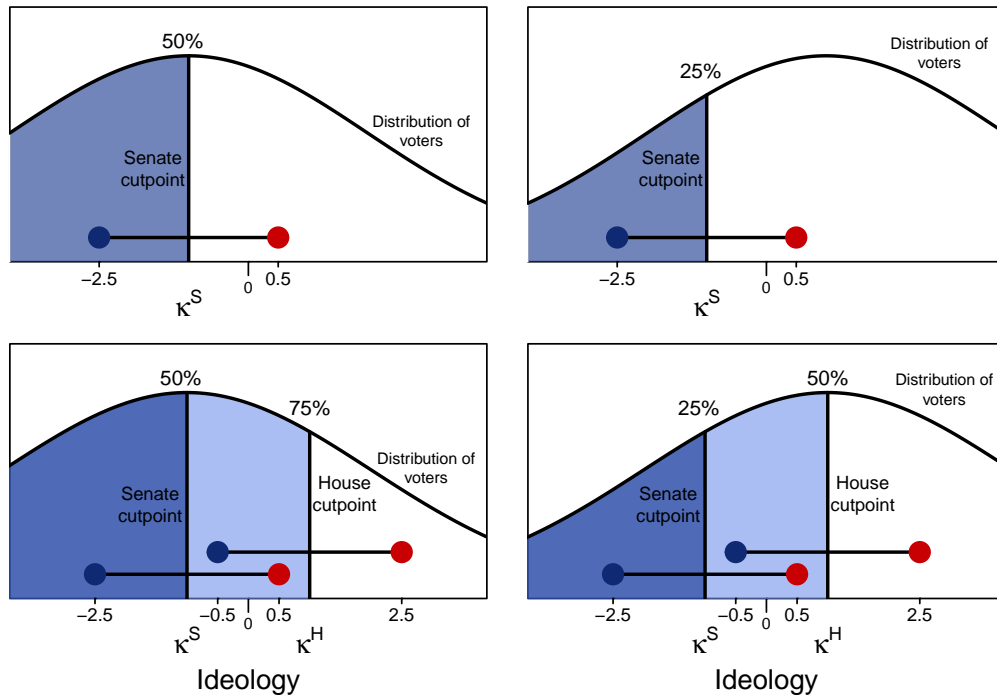 50%
Distribution of
voters
Senate
cutpoint
−2.5
0
0.5
κS
Distribution of
voters
25%
Senate
cutpoint
−2.5
0
0.5
κS
50%
75%
Distribution of
voters
Senate
cutpoint
House
cutpoint
−2.5
−0.5
0
0.5
2.5
κS
κH
Ideology
50%
Distribution of
voters
25%
Senate
cutpoint
House
cutpoint
−2.5
−0.5
0
0.5
2.5
κS
κH
Ideology